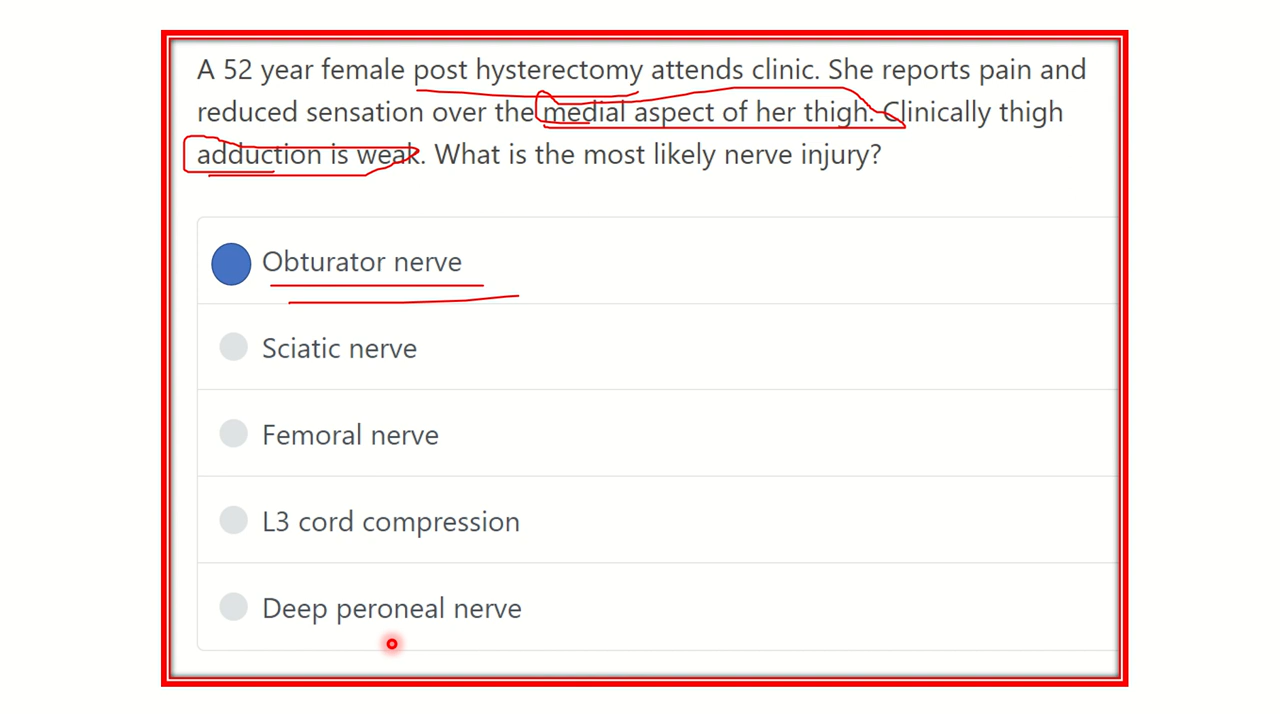 A 52 year female post hysterectomy attends clinic. She reports pain and
reduced sensation over the medial aspect of her thigh. Clinically thigh
adduction is weak. What is the most likely nerve injury?
Obturator nerve
Sciatic nerve
Femoral nerve
L3 cord compression
Deep peroneal nerve